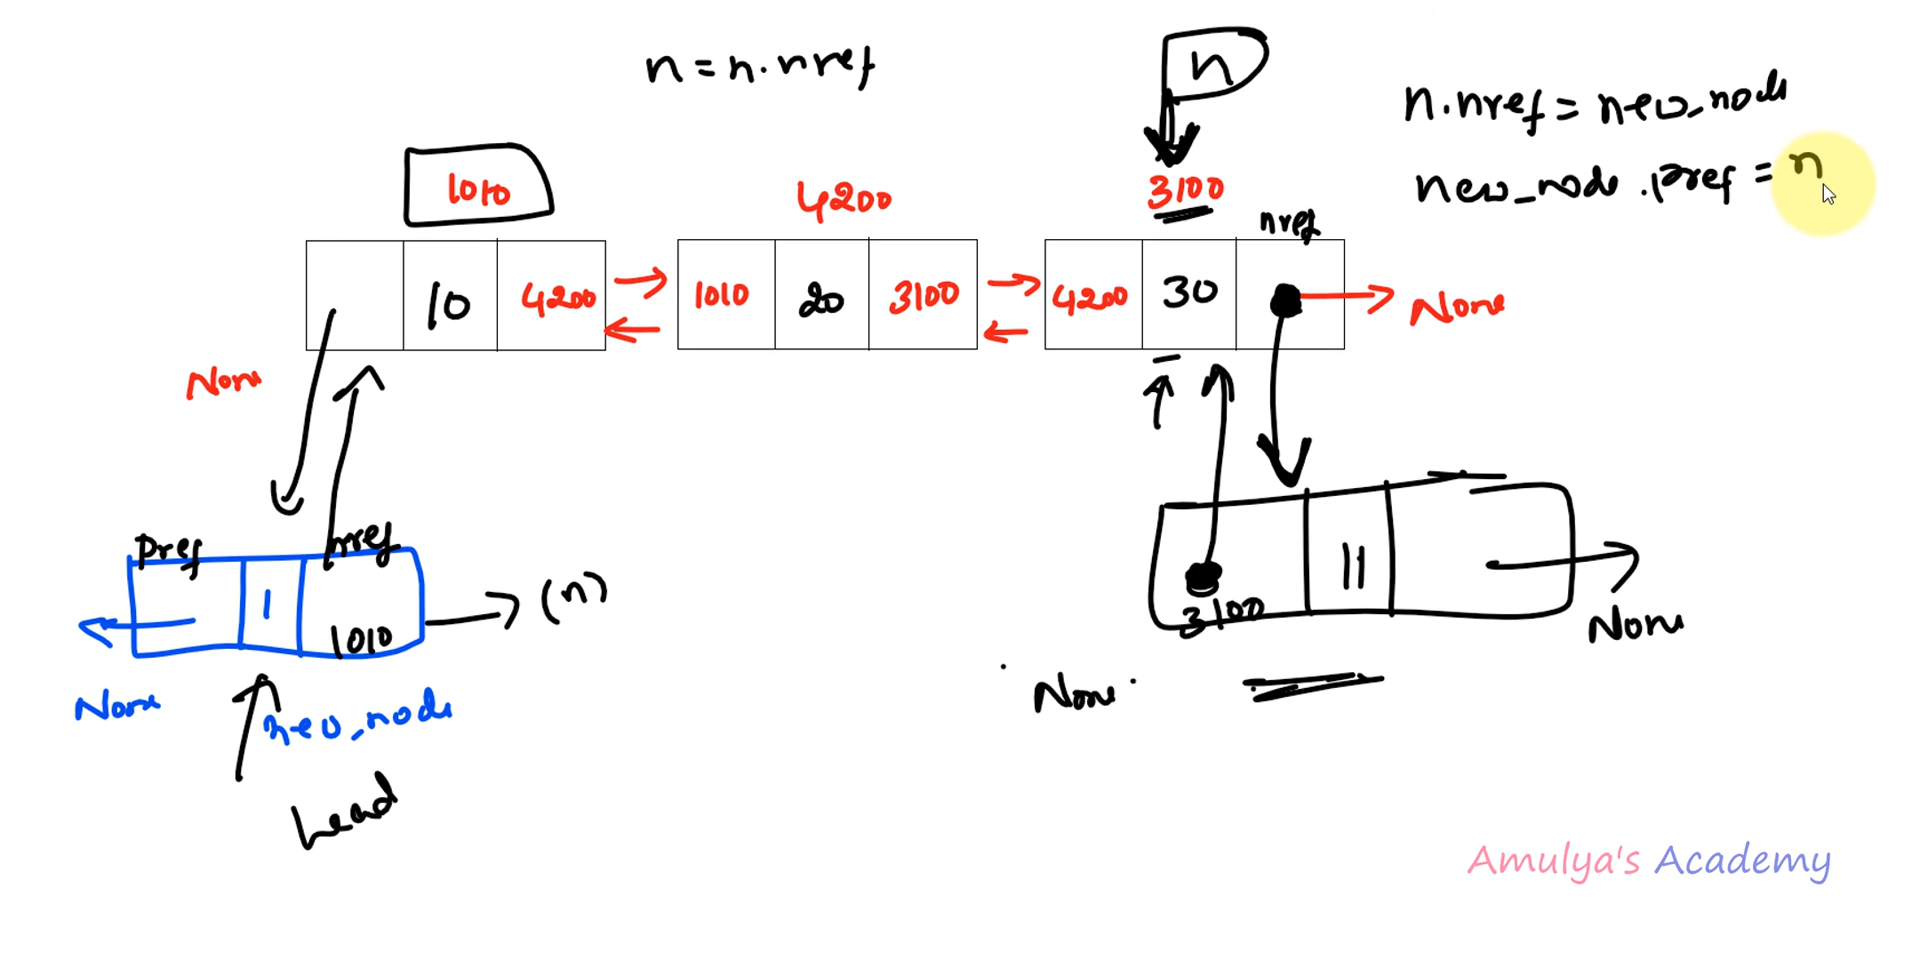 n = n.nref
n
n.nref = new_node
new_node.pref = n
1010
4200
3100
nref
10 4200
1010 20 3100
4200 30
None
None
pref nref
1
1010
(n)
None
new_node
head
11
3100
None
None
Amulya's Academy